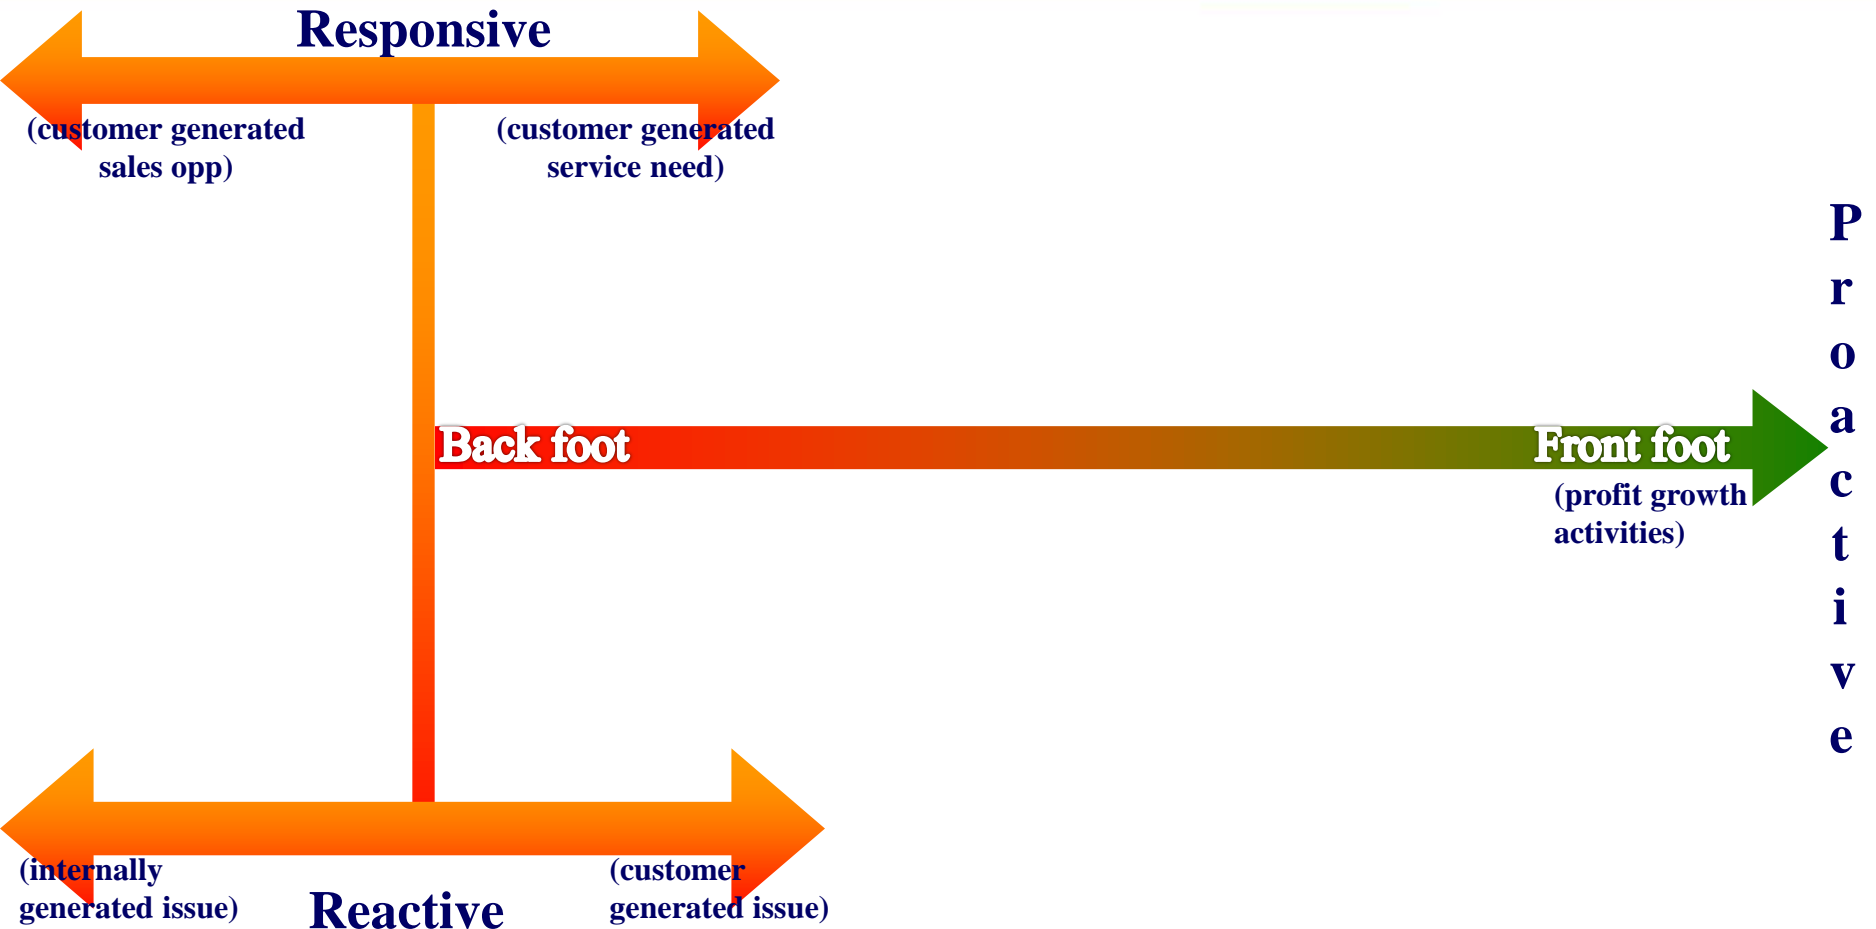 Responsive
(customer generated
sales opp)
(customer generated
service need)
Back foot
Front foot
(profit growth
activities)
P
r
o
a
c
t
i
v
e
(internally
generated issue)
Reactive
(customer
generated issue)